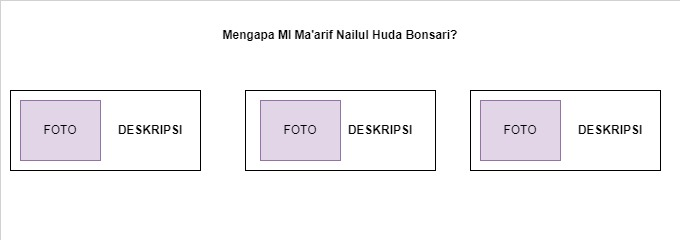 Mengapa MI Ma'arif Nailul Huda Bonsari?
FOTO
DESKRIPSI
FOTO
DESKRIPSI
FOTO
DESKRIPSI